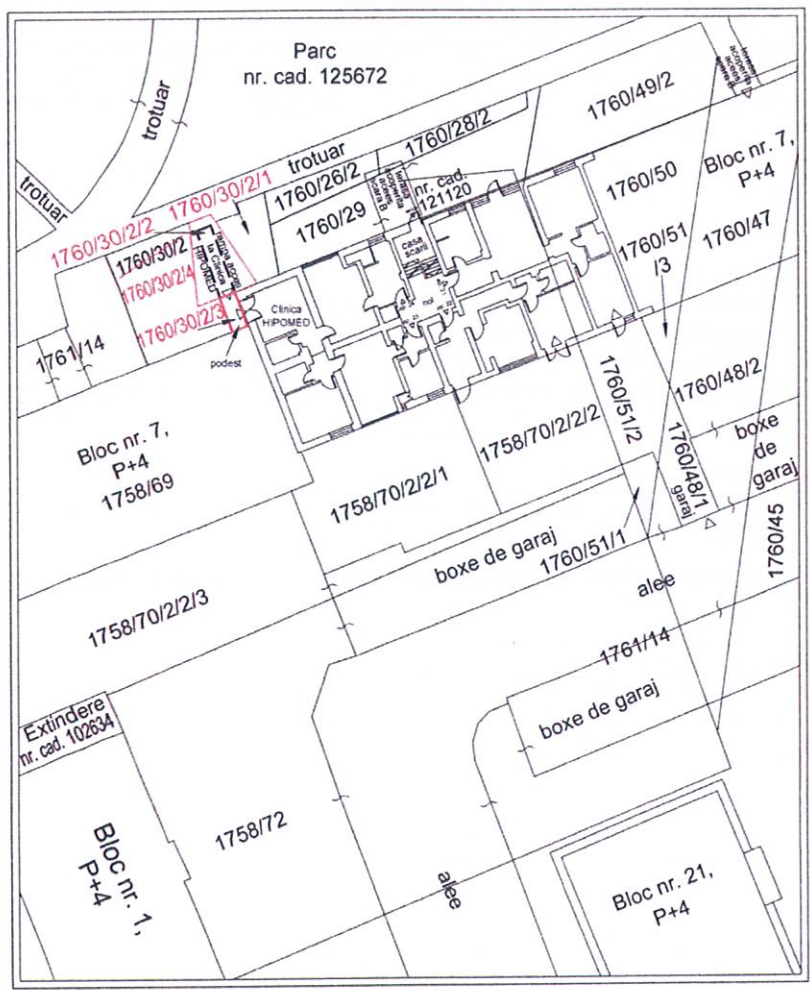 Parc
nr. cad. 125672
trotuar
trotuar
trotuar
1760/49/2
1760/28/2
1760/26/2
1760/29
nr. cad.
121120
1760/30/2/1
1760/30/2/2
1760/30/2
1760/30/2/4
1760/30/2/3
rampa acces
la Clinica
HIPOMED
podest
1761/14
Clinica
HIPOMED
casa
scarii
hol
1760/50
Bloc nr. 7,
P+4
1760/47
1760/51
/3
1760/48/2
1760/51/2
1760/48/1
garaj
boxe
de
garaj
1760/45
Bloc nr. 7,
P+4
1758/69
1758/70/2/2/1
1758/70/2/2/2
boxe de garaj
1760/51/1
alee
1758/70/2/2/3
1761/14
boxe de garaj
Extindere
nr. cad. 102634
Bloc nr. 1,
P+4
1758/72
alee
Bloc nr. 21,
P+4